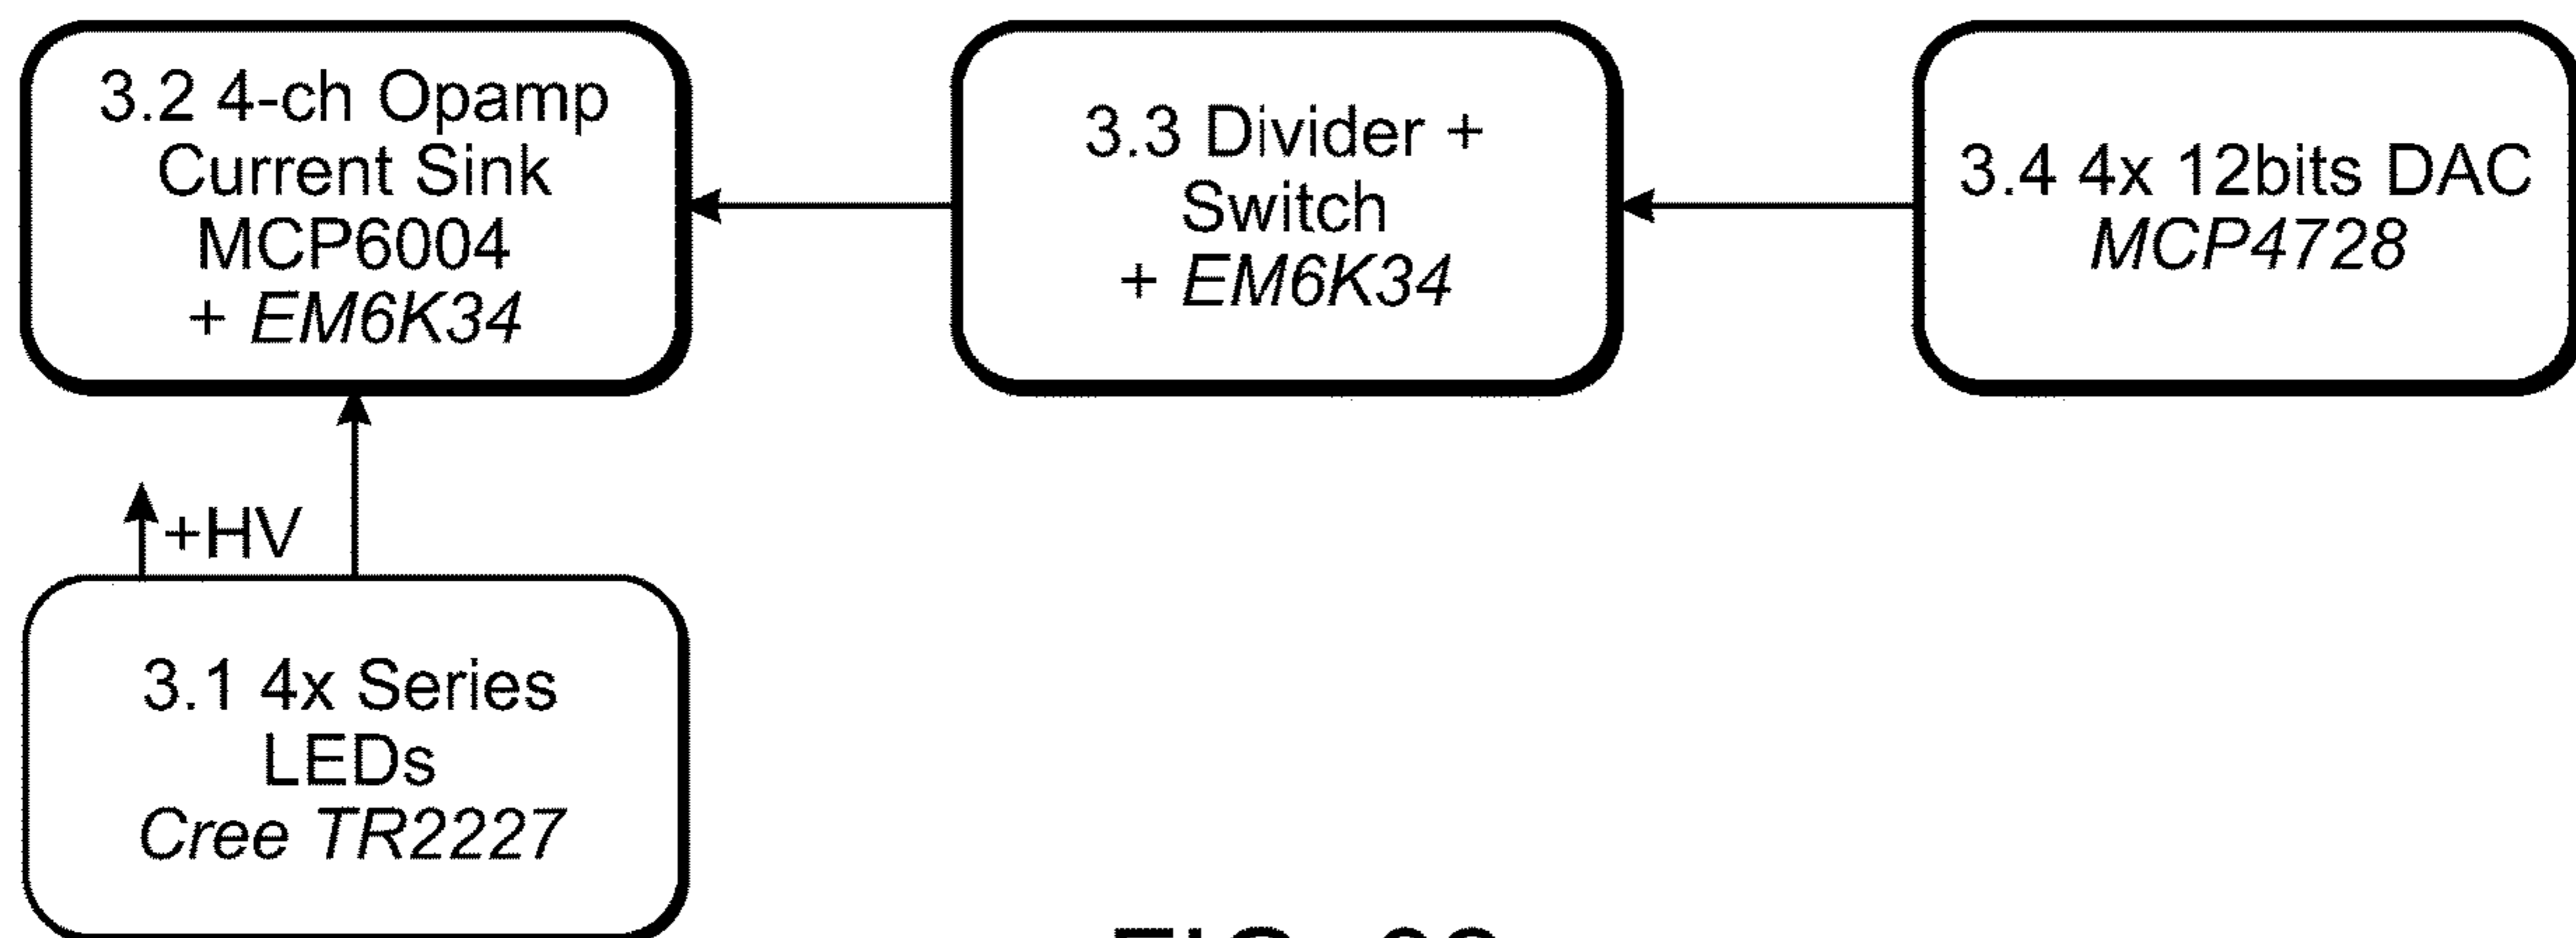 3.2 4-ch Opamp
Current Sink
MCP6004
+ EM6K34
3.3 Divider +
Switch
+ EM6K34
3.4 4x 12bits DAC
MCP4728
+HV
3.1 4x Series
LEDs
Cree TR2227